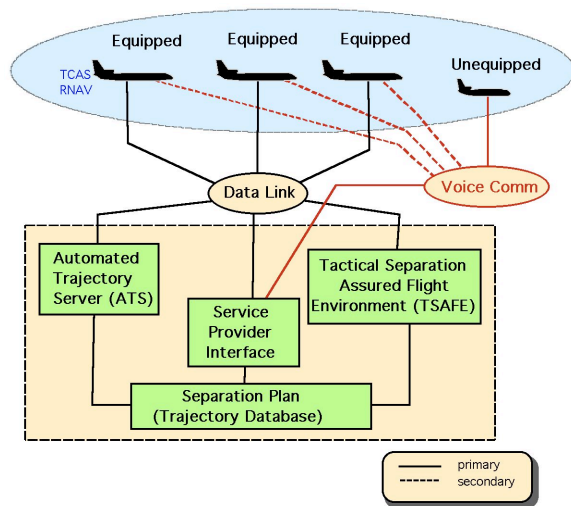 Equipped
Equipped
Equipped
Unequipped
TCAS
RNAV
Data Link
Voice Comm
Automated
Trajectory
Server (ATS)
Service
Provider
Interface
Tactical Separation
Assured Flight
Environment (TSAFE)
Separation Plan
(Trajectory Database)
primary
secondary